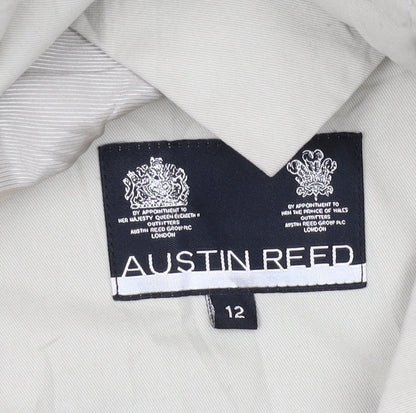 BY APPOINTMENT TO
HER MAJESTY QUEEN ELIZABETH II
OUTFITTERS
AUSTIN REED GROUP PLC
LONDON
BY APPOINTMENT TO
HRH THE PRINCE OF WALES
OUTFITTERS
AUSTIN REED GROUP PLC
LONDON
AUSTIN REED
12